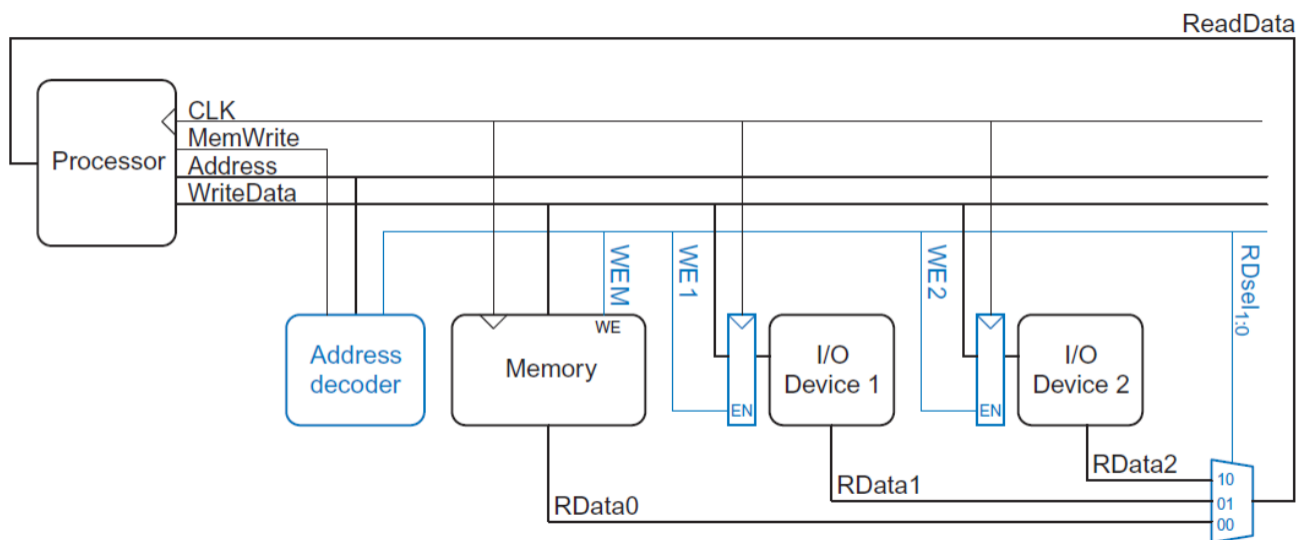 ReadData
CLK
MemWrite
Processor
Address
WriteData
WEM
WE1
WE2
RDsel1:0
WE
Address
decoder
Memory
I/O
Device 1
I/O
Device 2
EN
EN
RData2
10
RData1
01
RData0
00